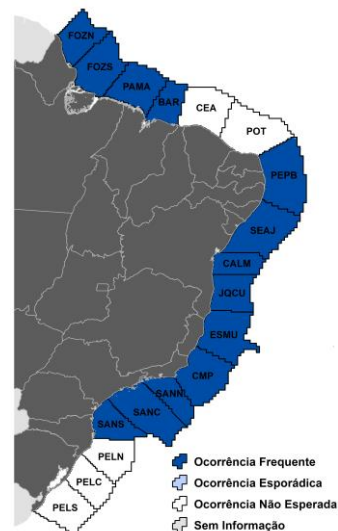 FOZN
FOZS
PAMA
BAR
CEA
POT
PEPB
SEAJ
CALM
JQCU
ESMU
CMP
SANN
SANC
SANS
PELN
PELC
PELS
Ocorrência Frequente
Ocorrência Esporádica
Ocorrência Não Esperada
Sem Informação